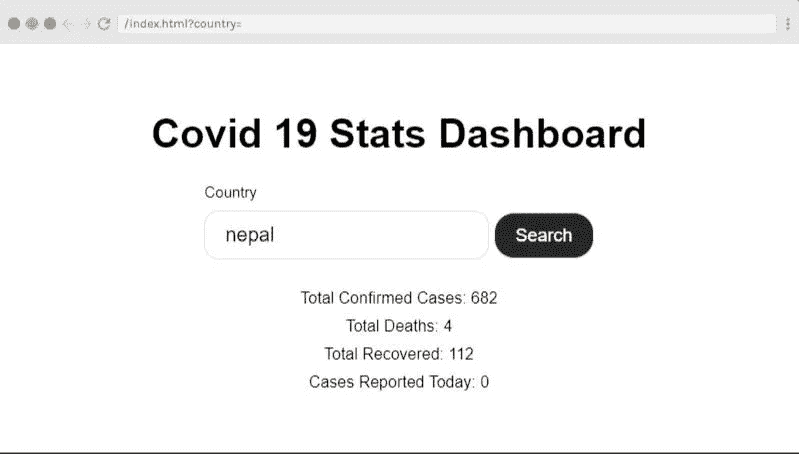 /index.html?country=
Covid 19 Stats Dashboard
Country
nepal Search
Total Confirmed Cases: 682
Total Deaths: 4
Total Recovered: 112
Cases Reported Today: 0